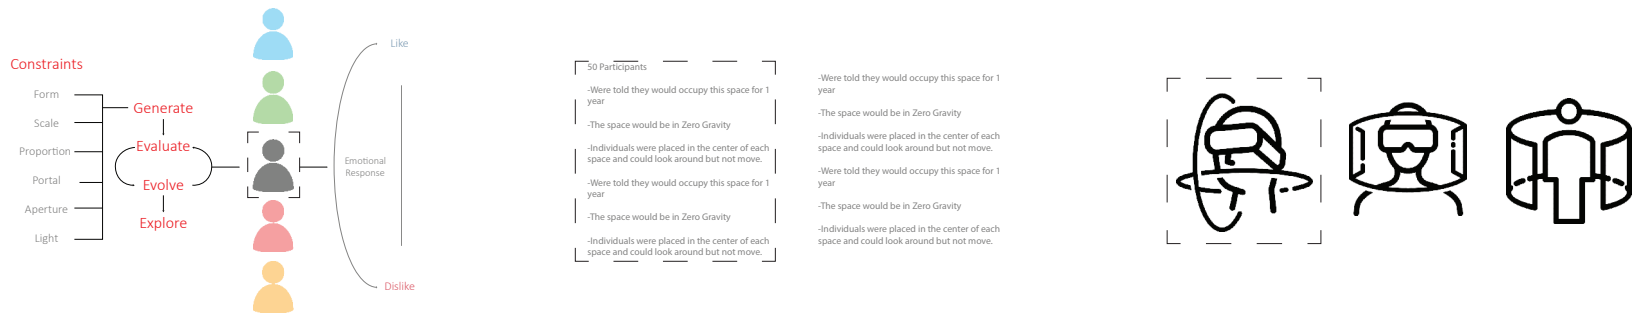 Constraints
Form
Scale
Proportion
Portal
Aperture
Light
Generate
Evaluate
Evolve
Explore
Like
Emotional
Response
Dislike
50 Participants
-Were told they would occupy this space for 1
year
-The space would be in Zero Gravity
-Individuals were placed in the center of each
space and could look around but not move.
-Were told they would occupy this space for 1
year
-The space would be in Zero Gravity
-Individuals were placed in the center of each
space and could look around but not move.
-Were told they would occupy this space for 1
year
-The space would be in Zero Gravity
-Individuals were placed in the center of each
space and could look around but not move.
-Were told they would occupy this space for 1
year
-The space would be in Zero Gravity
-Individuals were placed in the center of each
space and could look around but not move.